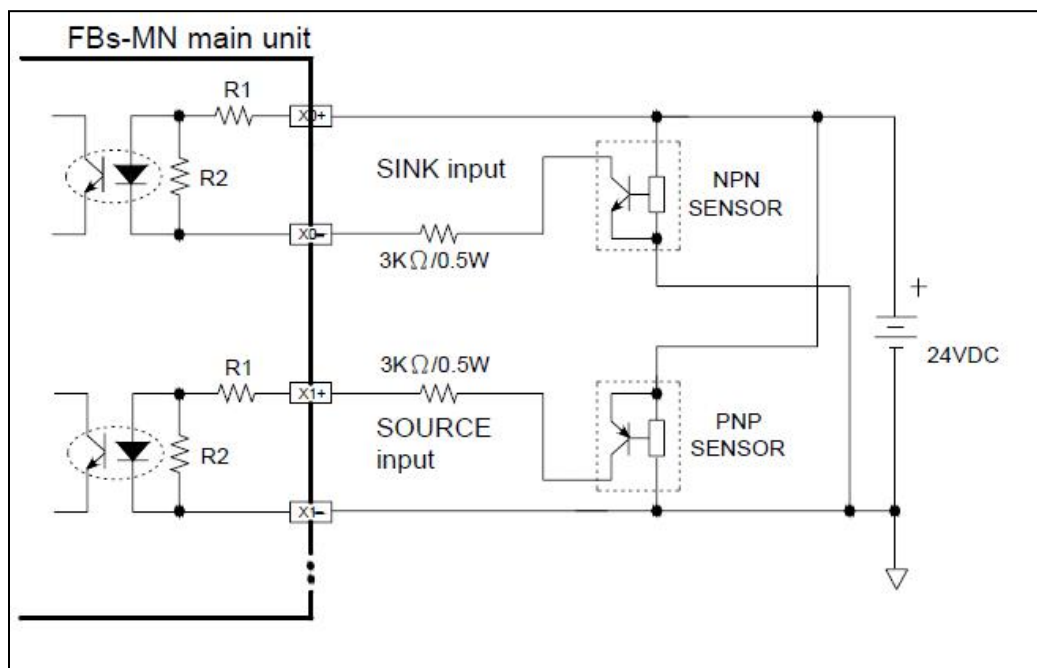 FBs-MN main unit
R1
X0+
R2
SINK input
NPN
SENSOR
X0-
3KΩ/0.5W
+
24VDC
R1
3KΩ/0.5W
X1+
R2
SOURCE
input
PNP
SENSOR
X1-